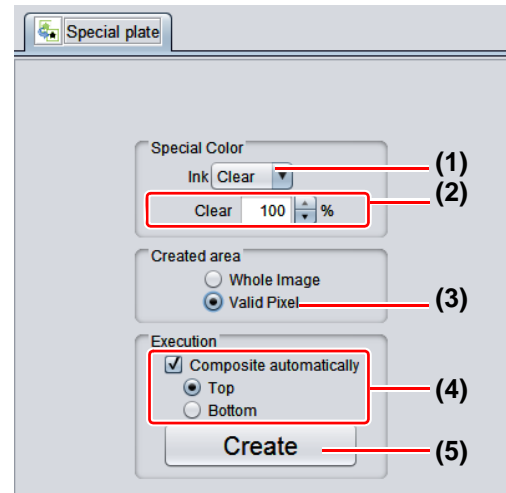 Special plate
Special Color
Ink Clear
(1)
Clear 100 %
(2)
Created area
Whole Image
Valid Pixel
(3)
Execution
Composite automatically
Top
(4)
Bottom
Create
(5)